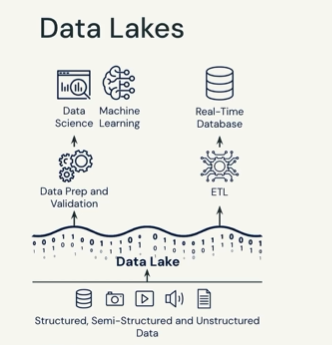 Data Lakes
Data Science
Machine Learning
Real-Time Database
Data Prep and Validation
ETL
Data Lake
Structured, Semi-Structured and Unstructured
Data